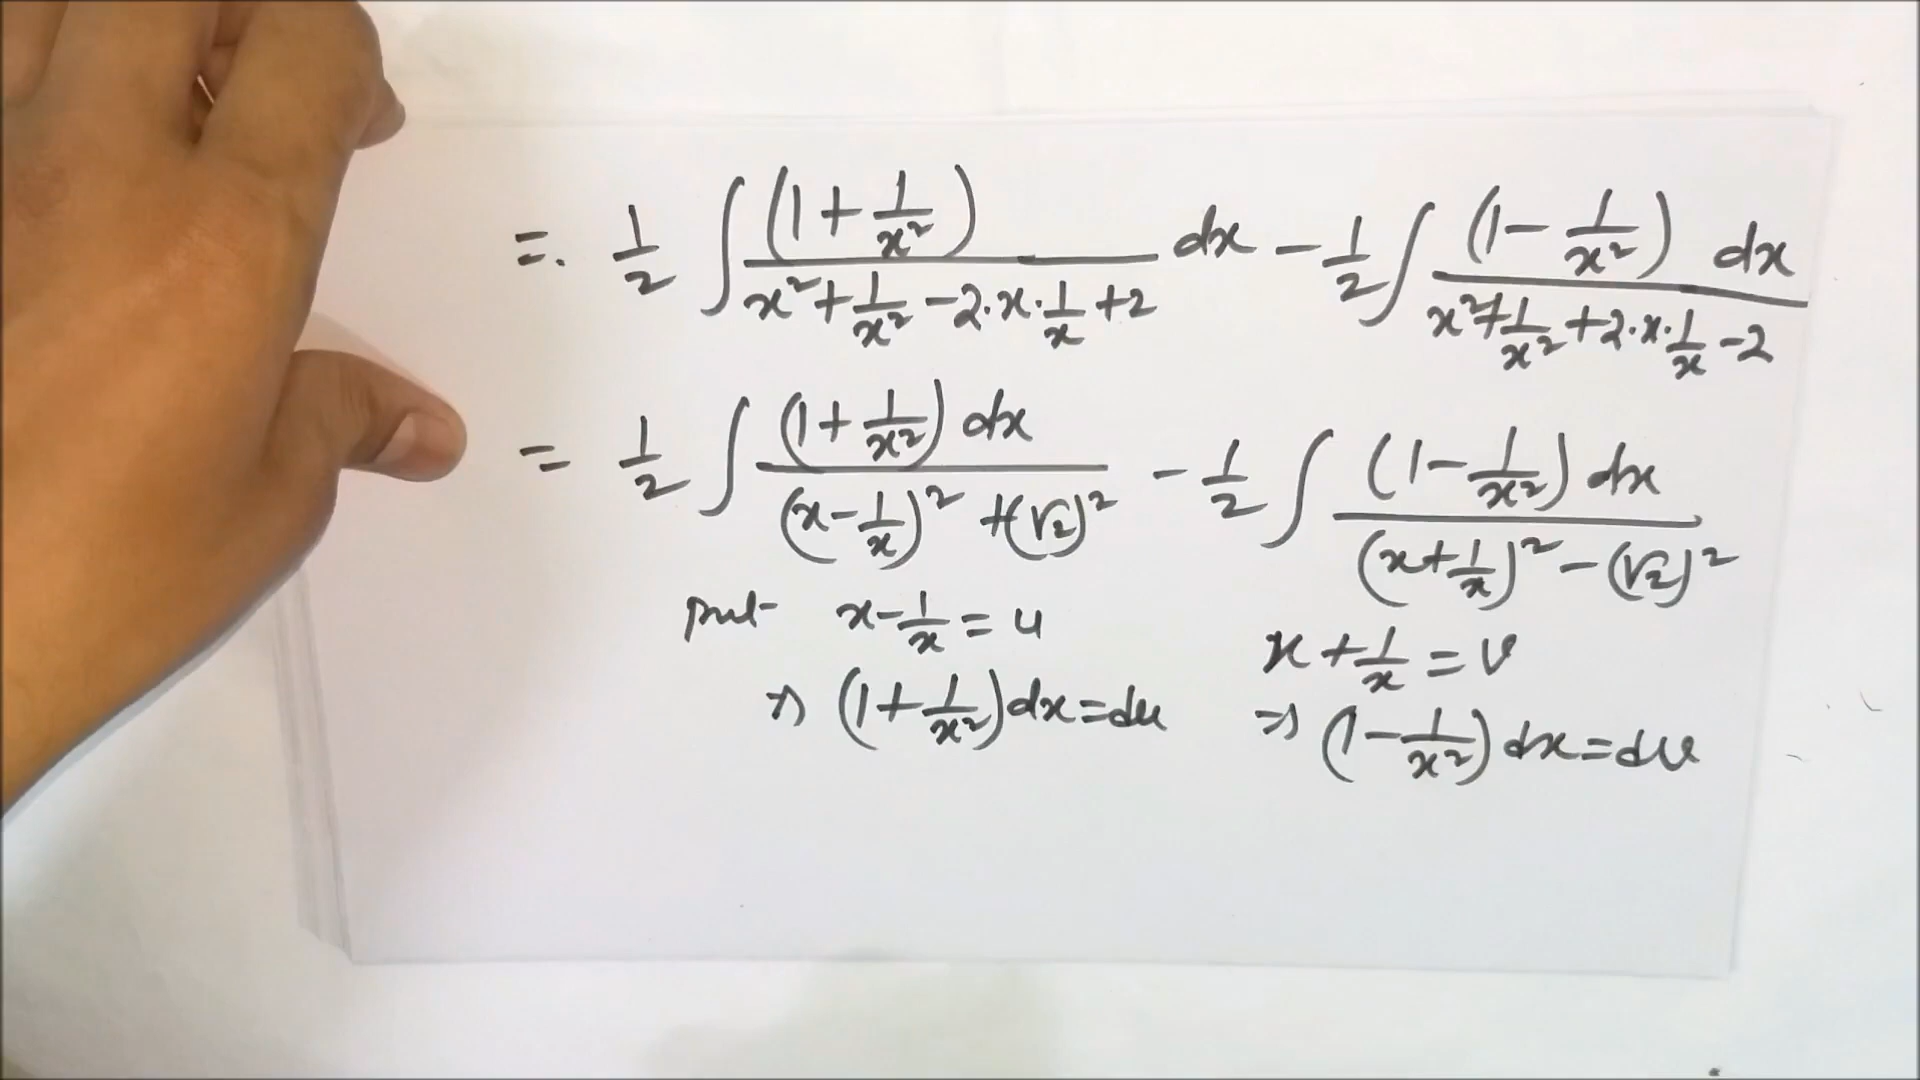 =. 1/2 ∫ (1+1/x²)/(x²+1/x²-2·x·1/x+2) dx - 1/2 ∫ (1-1/x²) dx/(x²+1/x²+2·x·1/x-2)
= 1/2 ∫ (1+1/x²) dx/((x-1/x)²+(√2)²) - 1/2 ∫ (1-1/x²) dx/((x+1/x)²-(√2)²)
put x-1/x=u x+1/x=v
⇒ (1+1/x²)dx=du ⇒ (1-1/x²)dx=dv